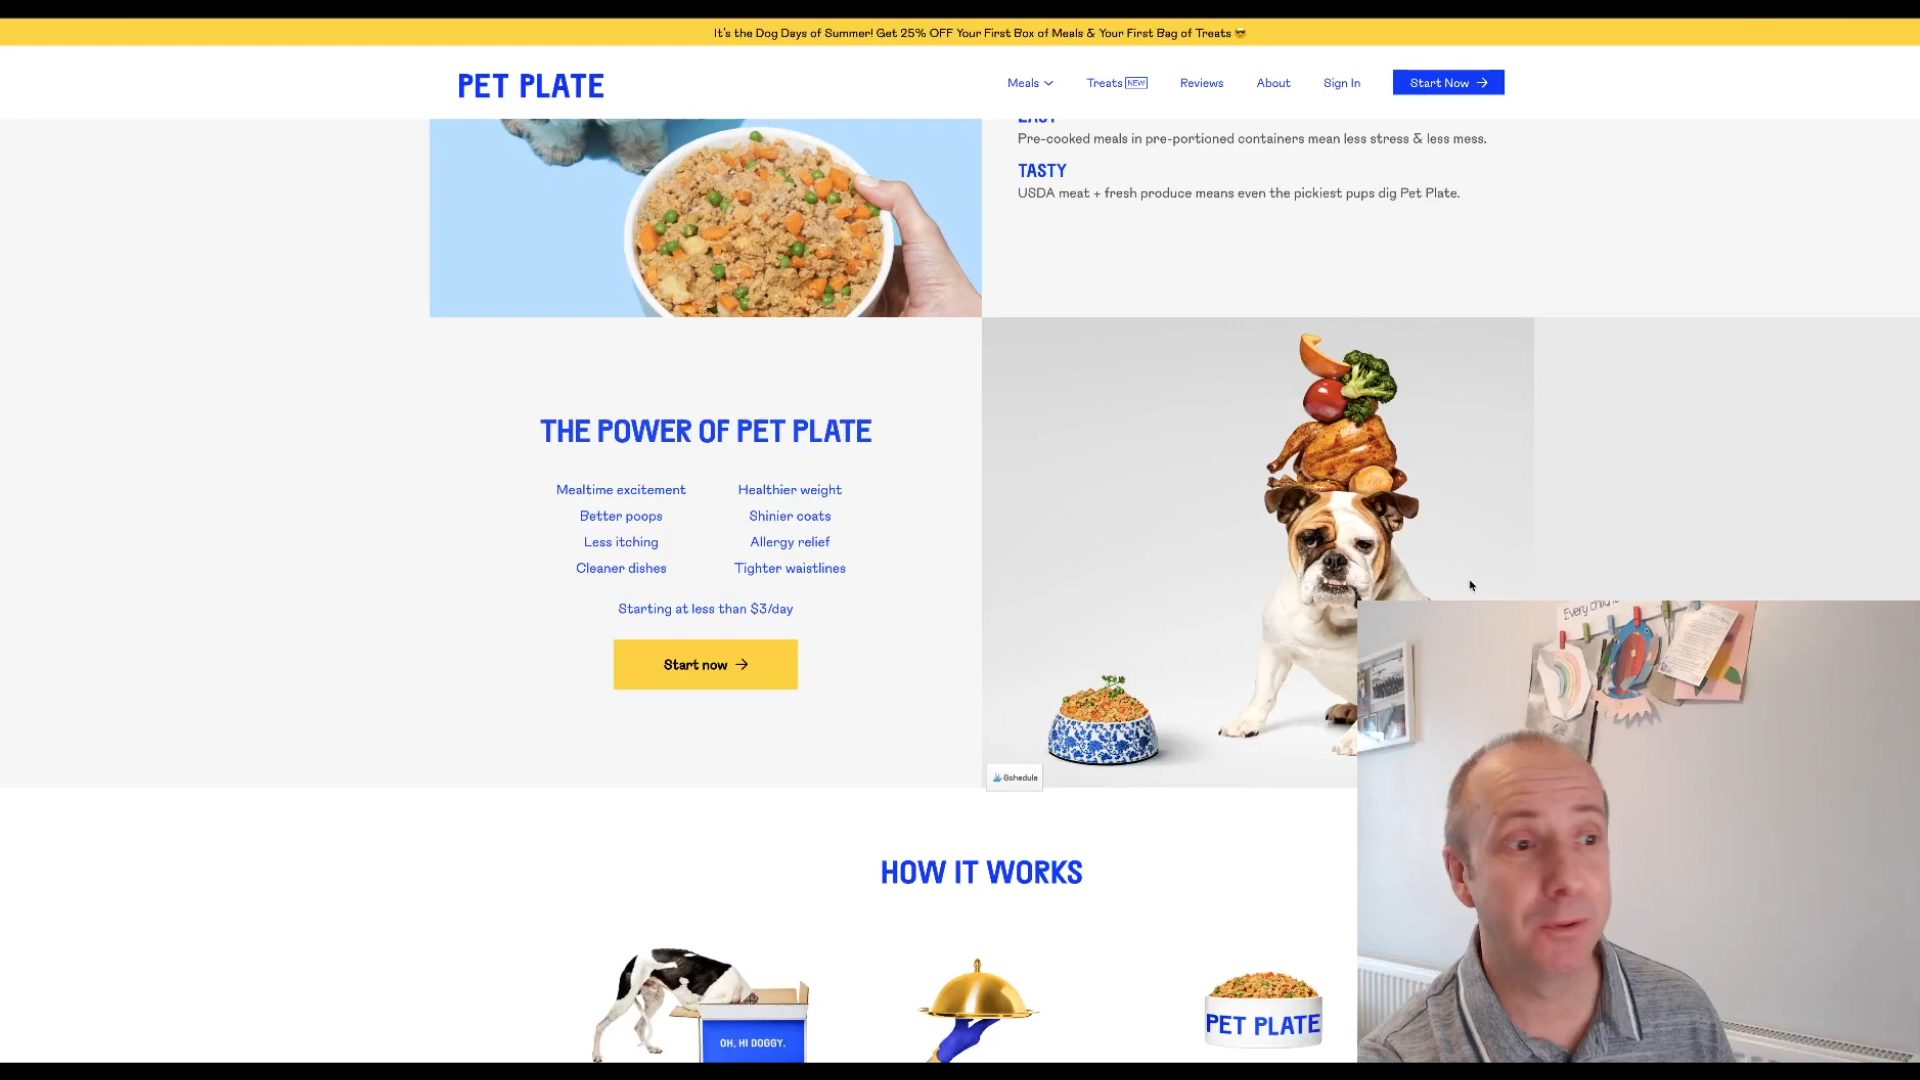 It's the Dog Days of Summer! Get 25% OFF Your First Box of Meals & Your First Bag of Treats 😎
PET PLATE
Meals
Treats NEW!
Reviews
About
Sign In
Start Now →
EASY
Pre-cooked meals in pre-portioned containers mean less stress & less mess.
TASTY
USDA meat + fresh produce means even the pickiest pups dig Pet Plate.
THE POWER OF PET PLATE
Mealtime excitement
Better poops
Less itching
Cleaner dishes
Healthier weight
Shinier coats
Allergy relief
Tighter waistlines
Starting at less than $3/day
Start now →
Schedule
HOW IT WORKS
OH, HI DOGGY.
PET PLATE
Every